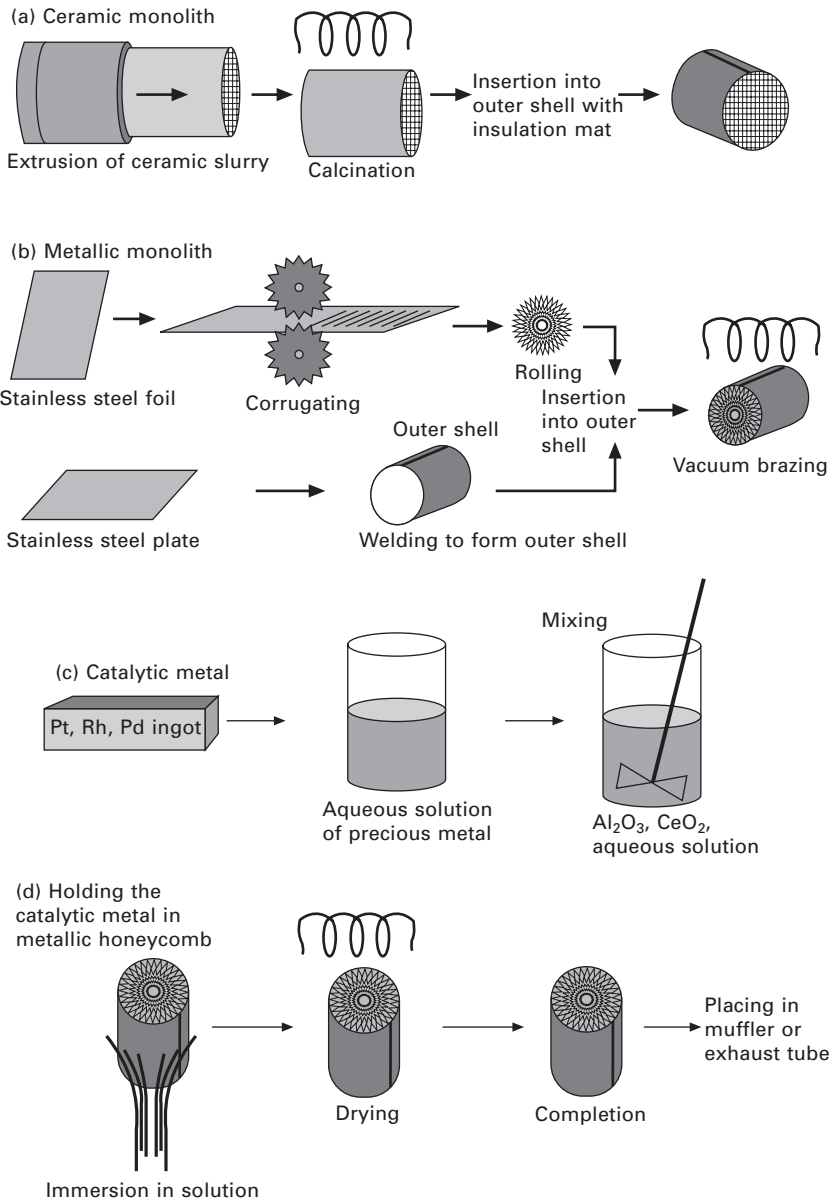 (a) Ceramic monolith
Extrusion of ceramic slurry
Calcination
Insertion into
outer shell with
insulation mat
(b) Metallic monolith
Stainless steel foil
Corrugating
Rolling
Insertion
into outer
shell
Vacuum brazing
Outer shell
Stainless steel plate
Welding to form outer shell
(c) Catalytic metal
Pt, Rh, Pd ingot
Aqueous solution
of precious metal
Mixing
Al₂O₃, CeO₂,
aqueous solution
(d) Holding the
catalytic metal in
metallic honeycomb
Immersion in solution
Drying
Completion
Placing in
muffler or
exhaust tube